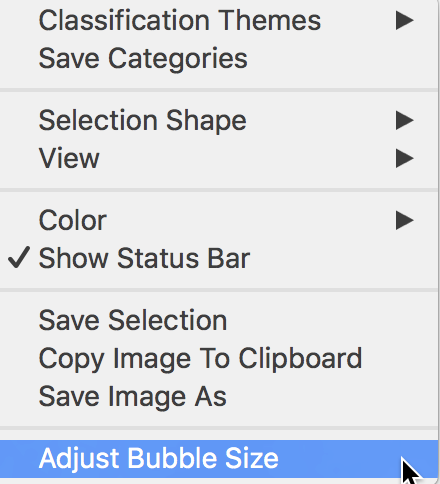 Classification Themes
Save Categories
Selection Shape
View
Color
Show Status Bar
Save Selection
Copy Image To Clipboard
Save Image As
Adjust Bubble Size